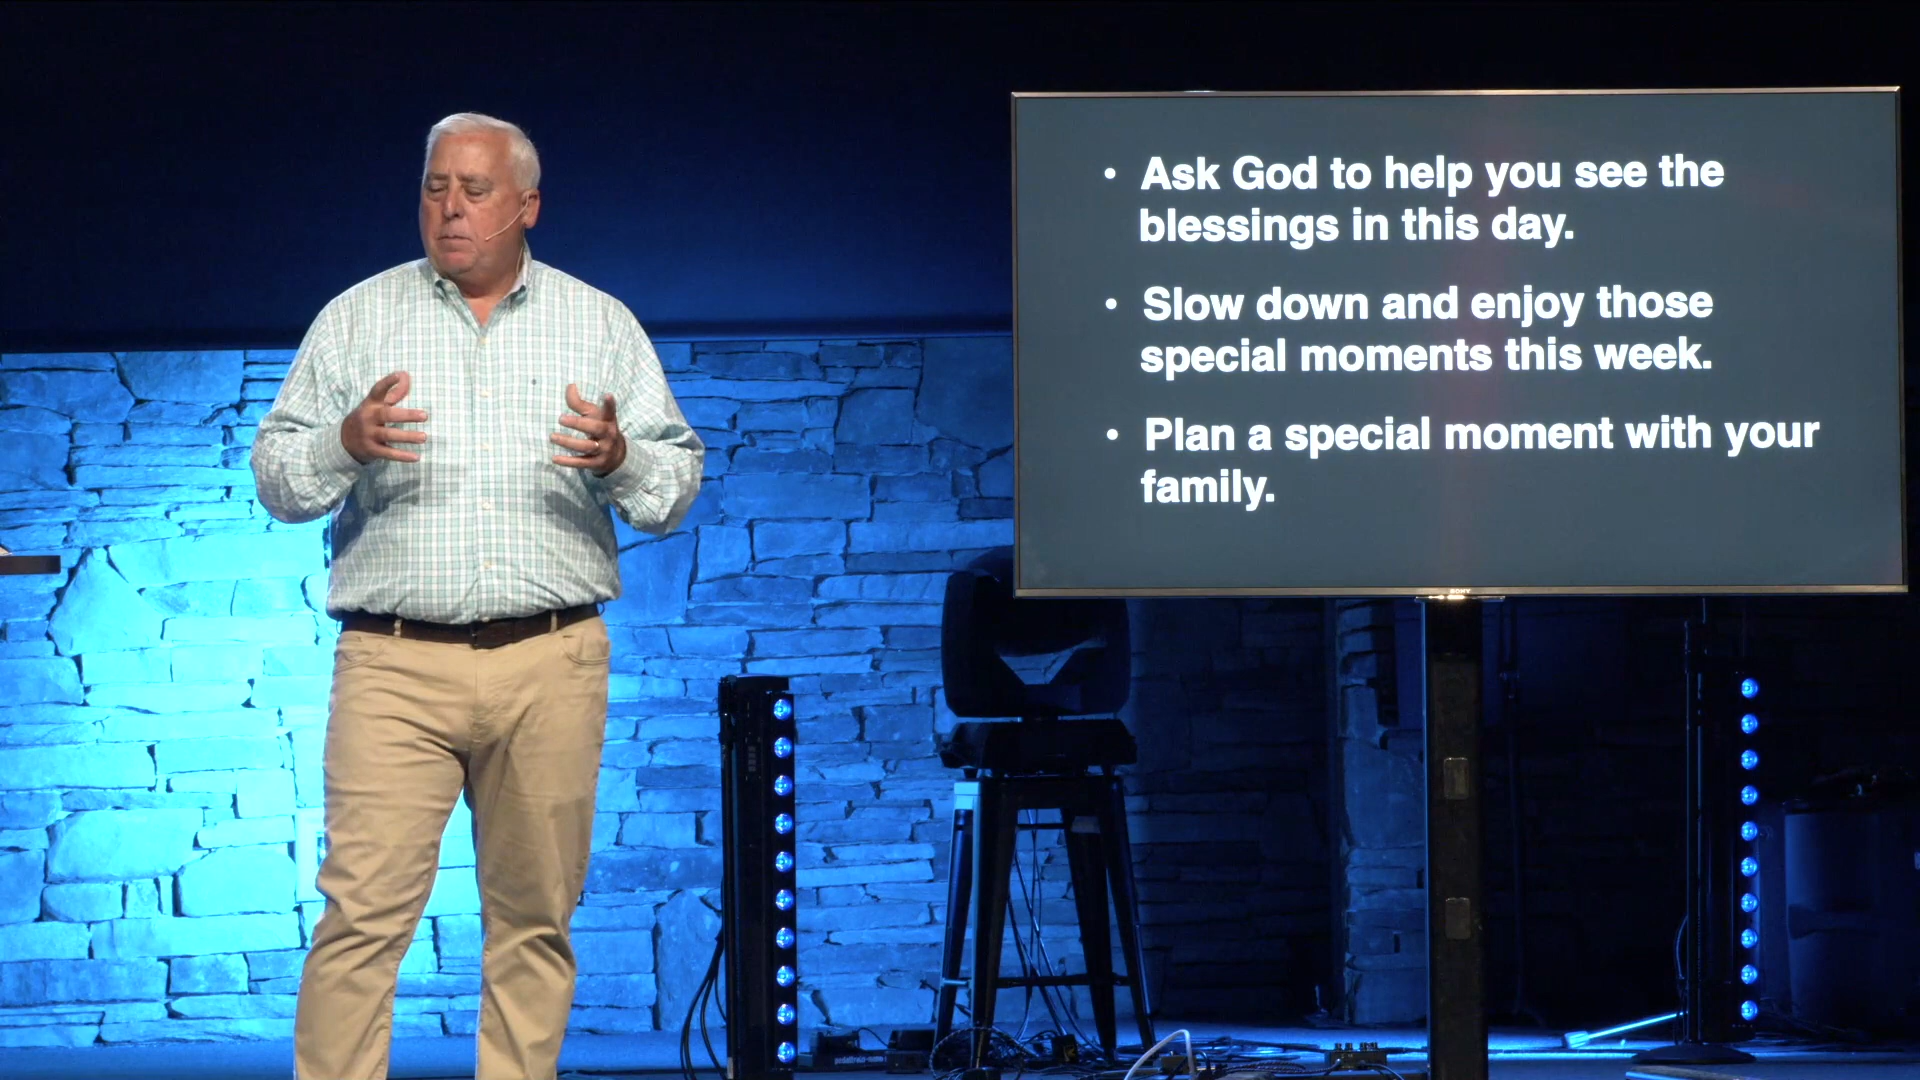 • Ask God to help you see the
blessings in this day.
• Slow down and enjoy those
special moments this week.
• Plan a special moment with your
family.
SONY